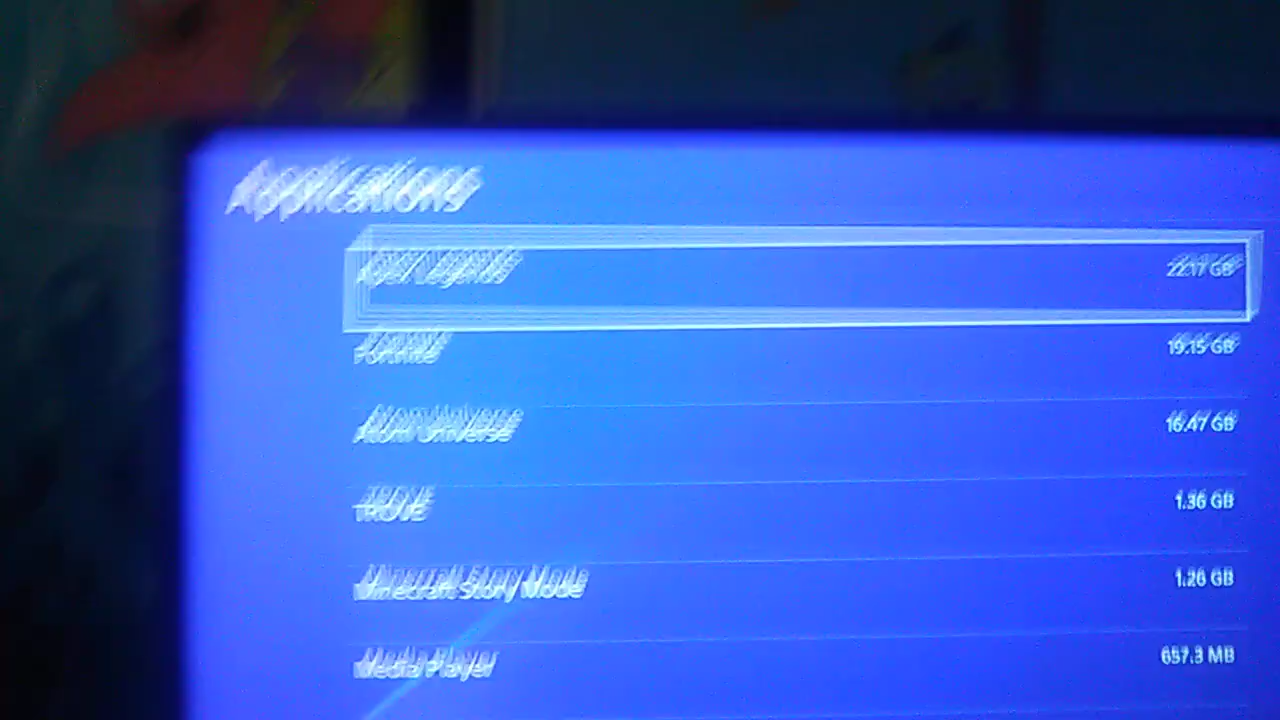 Applications
Apex Legends 22.17 GB
Fortnite 19.15 GB
Atom Universe 16.47 GB
TROVE 1.36 GB
Minecraft Story Mode 1.26 GB
Media Player 657.3 MB